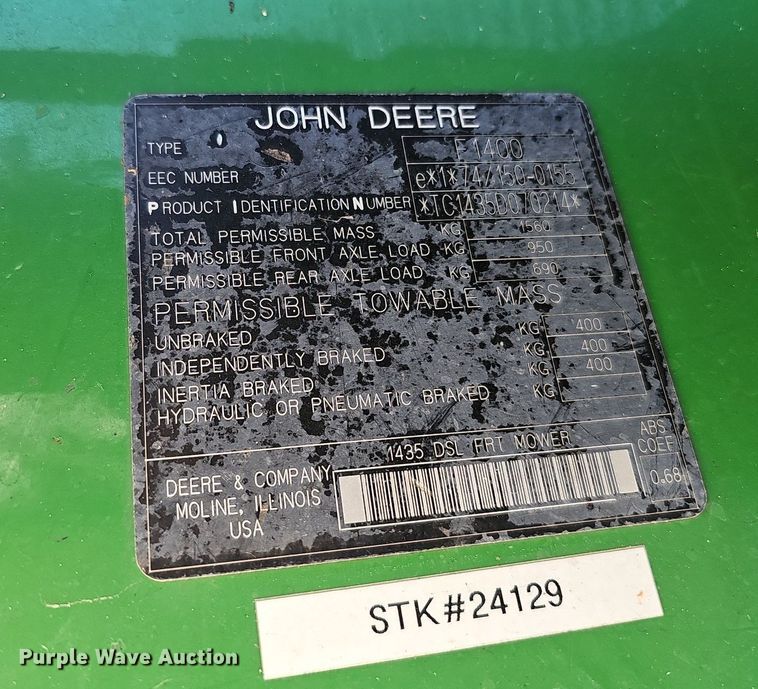 JOHN DEERE
TYPE F1400
EEC NUMBER e*1*74/150-0155
PRODUCT IDENTIFICATION NUMBER *TC1435D070214*
TOTAL PERMISSIBLE MASS KG 1560
PERMISSIBLE FRONT AXLE LOAD KG 950
PERMISSIBLE REAR AXLE LOAD KG 690
PERMISSIBLE TOWABLE MASS
UNBRAKED KG 400
INDEPENDENTLY BRAKED KG 400
INERTIA BRAKED KG 400
HYDRAULIC OR PNEUMATIC BRAKED KG
1435 DSL FRT MOWER
ABS
COEF
0.68
DEERE & COMPANY
MOLINE, ILLINOIS
USA
STK#24129
Purple Wave Auction